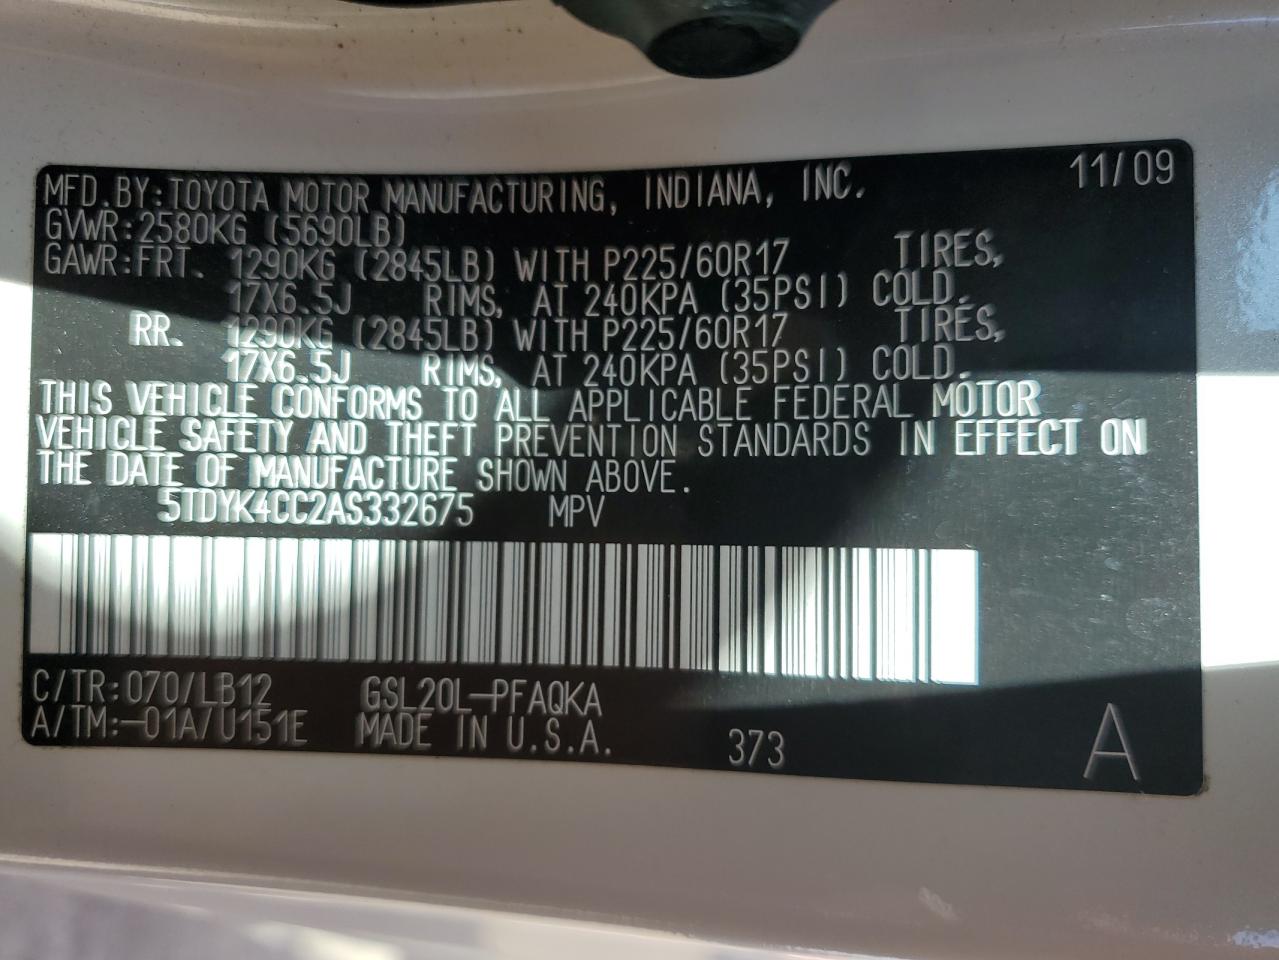 MFD.BY:TOYOTA MOTOR MANUFACTURING, INDIANA, INC. 11/09
GVWR:2580KG (5690LB)
GAWR:FRT. 1290KG (2845LB) WITH P225/60R17 TIRES,
17X6.5J RIMS, AT 240KPA (35PSI) COLD.
RR. 1290KG (2845LB) WITH P225/60R17 TIRES,
17X6.5J RIMS, AT 240KPA (35PSI) COLD.
THIS VEHICLE CONFORMS TO ALL APPLICABLE FEDERAL MOTOR
VEHICLE SAFETY AND THEFT PREVENTION STANDARDS IN EFFECT ON
THE DATE OF MANUFACTURE SHOWN ABOVE.
5TDYK4CC2AS332675 MPV
C/TR:070/LB12 GSL20L-PFAQKA
A/TM:-01A/U151E MADE IN U.S.A. 373 A